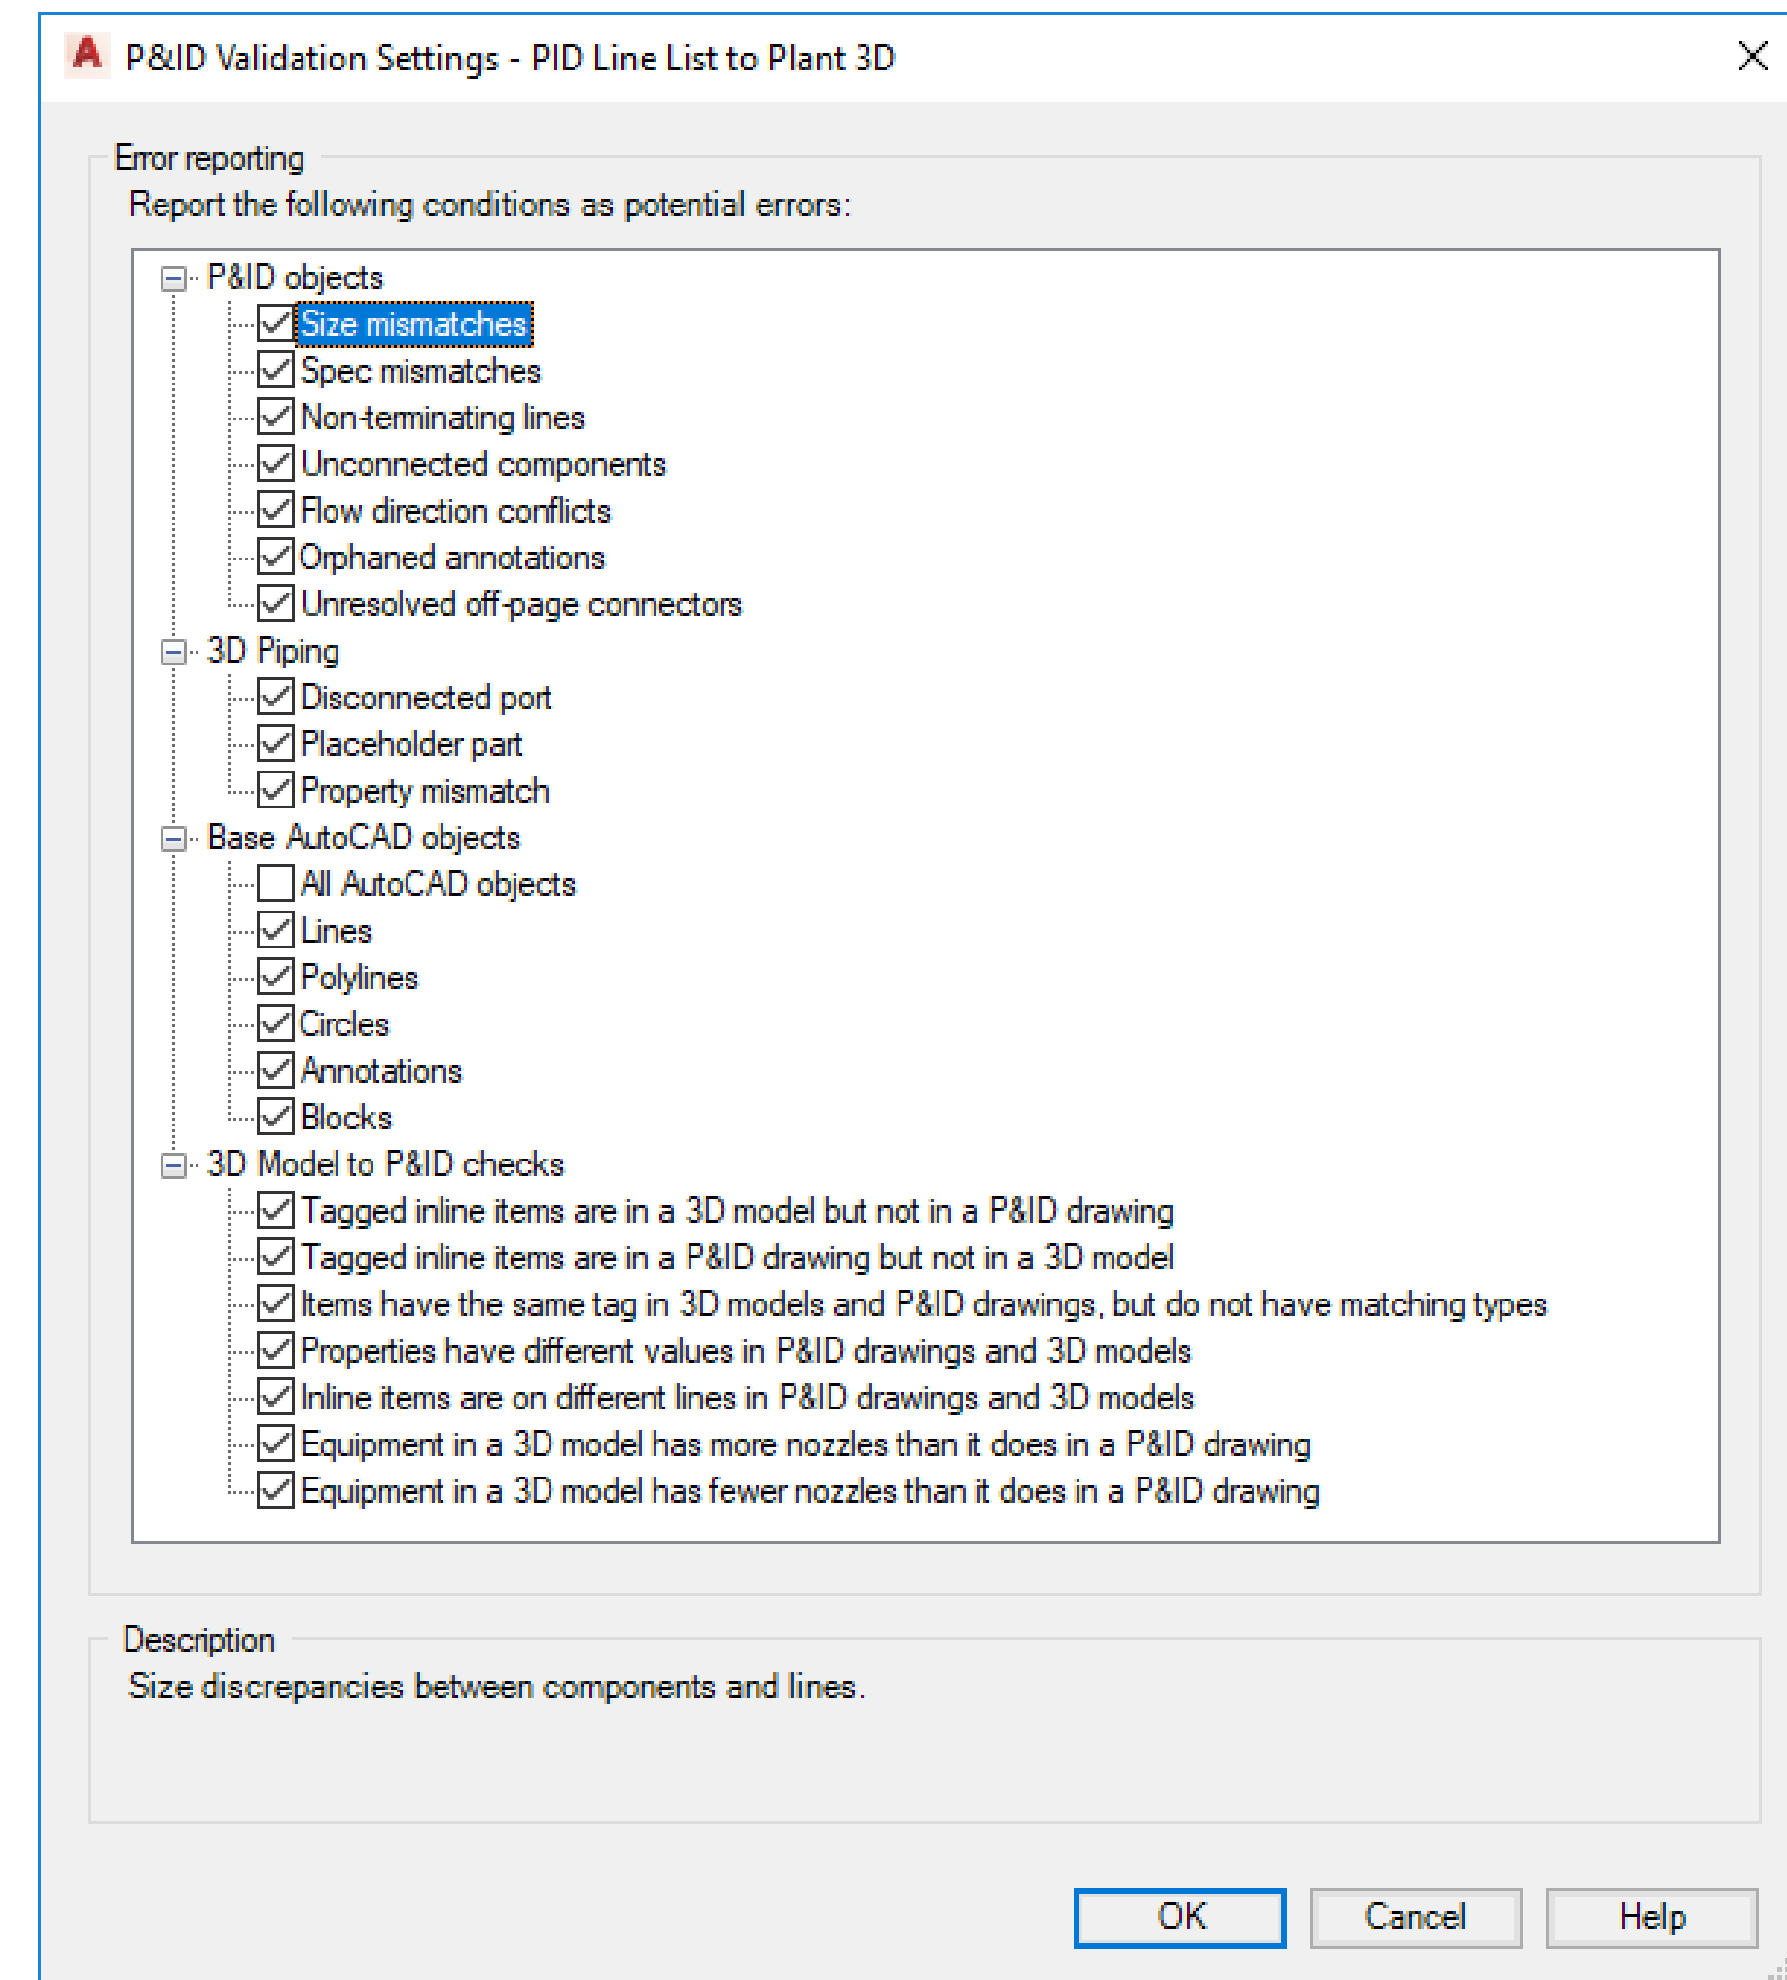 P&ID Validation Settings - PID Line List to Plant 3D
Error reporting
Report the following conditions as potential errors:
P&ID objects
Size mismatches
Spec mismatches
Non-terminating lines
Unconnected components
Flow direction conflicts
Orphaned annotations
Unresolved off-page connectors
3D Piping
Disconnected port
Placeholder part
Property mismatch
Base AutoCAD objects
All AutoCAD objects
Lines
Polylines
Circles
Annotations
Blocks
3D Model to P&ID checks
Tagged inline items are in a 3D model but not in a P&ID drawing
Tagged inline items are in a P&ID drawing but not in a 3D model
Items have the same tag in 3D models and P&ID drawings, but do not have matching types
Properties have different values in P&ID drawings and 3D models
Inline items are on different lines in P&ID drawings and 3D models
Equipment in a 3D model has more nozzles than it does in a P&ID drawing
Equipment in a 3D model has fewer nozzles than it does in a P&ID drawing
Description
Size discrepancies between components and lines.
OK Cancel Help